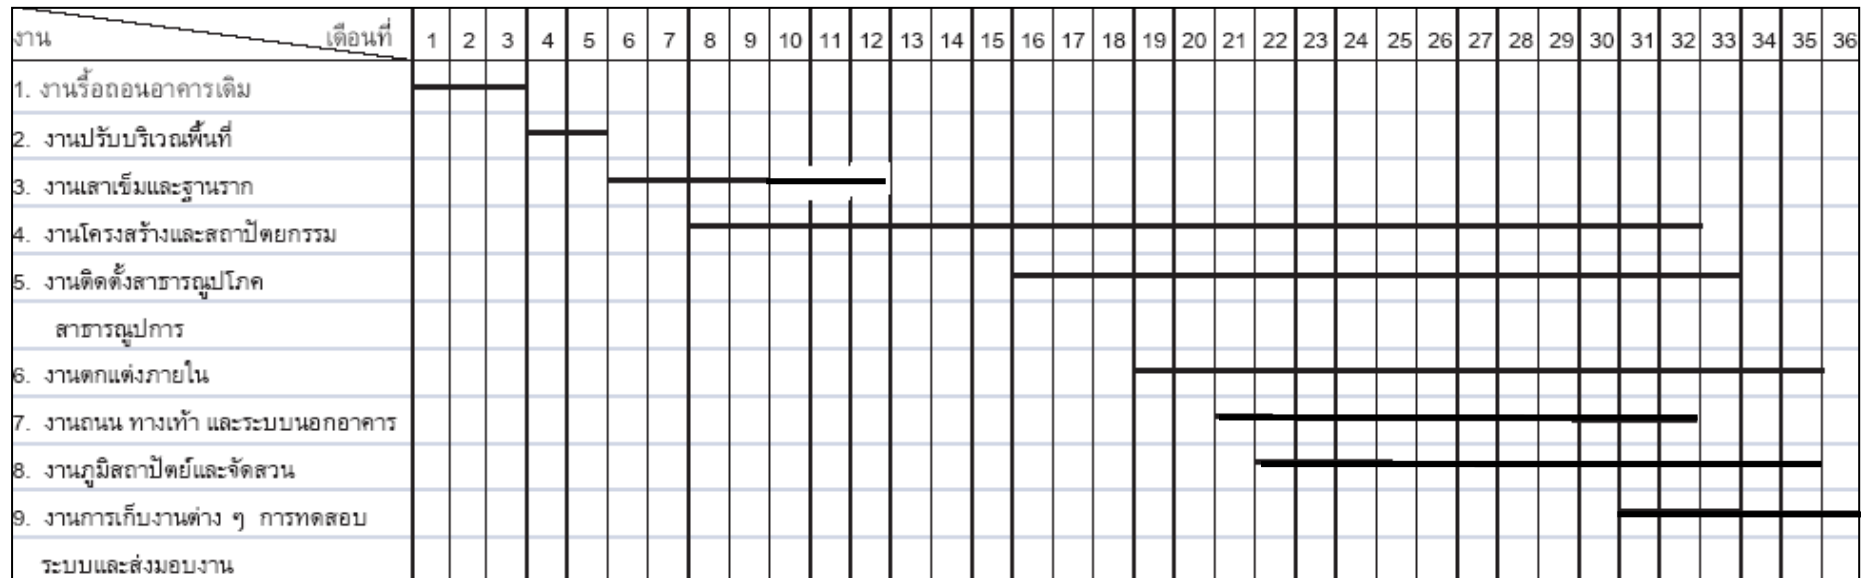 งาน เดือนที่ 1 2 3 4 5 6 7 8 9 10 11 12 13 14 15 16 17 18 19 20 21 22 23 24 25 26 27 28 29 30 31 32 33 34 35 36
1. งานรื้อถอนอาคารเดิม
2. งานปรับบริเวณพื้นที่
3. งานเสาเข็มและฐานราก
4. งานโครงสร้างและสถาปัตยกรรม
5. งานติดตั้งสาธารณูปโภค
สาธารณูปการ
6. งานตกแต่งภายใน
7. งานถนน ทางเท้า และระบบนอกอาคาร
8. งานภูมิสถาปัตย์และจัดสวน
9. งานการเก็บงานต่าง ๆ การทดสอบ
ระบบและส่งมอบงาน